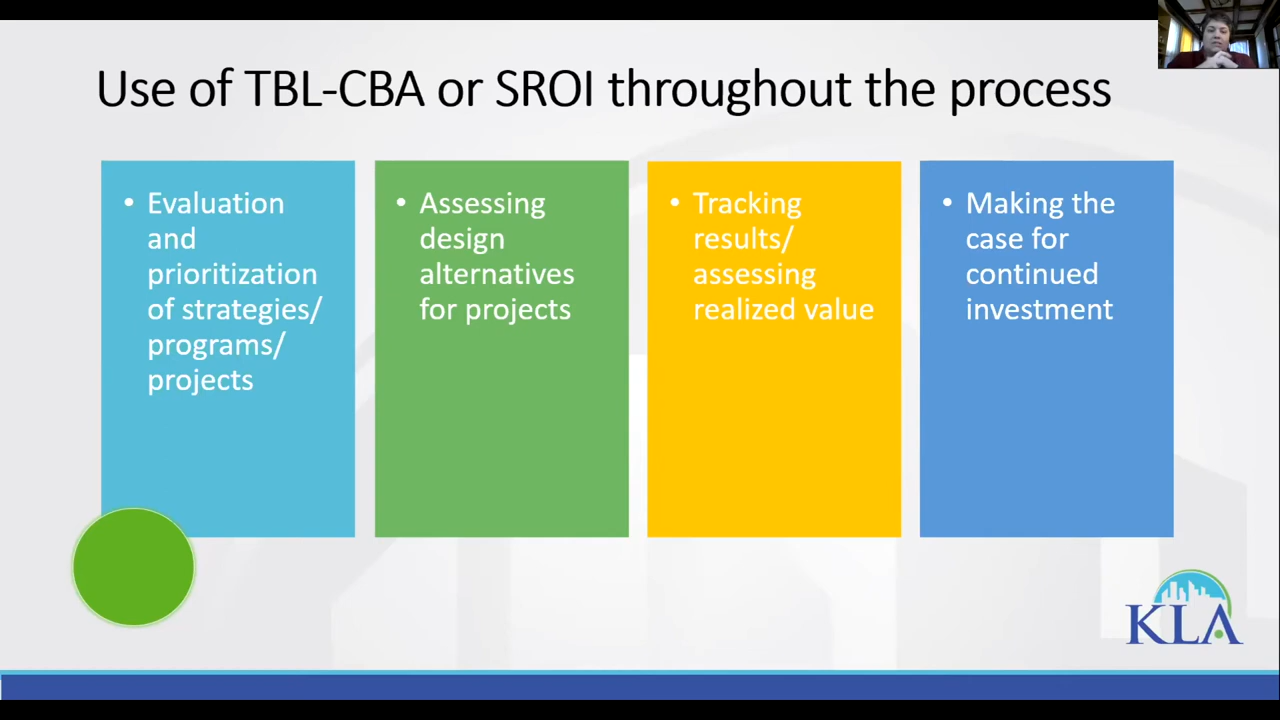 Use of TBL-CBA or SROI throughout the process
• Evaluation
and
prioritization
of strategies/
programs/
projects
• Assessing
design
alternatives
for projects
• Tracking
results/
assessing
realized value
• Making the
case for
continued
investment
KLA